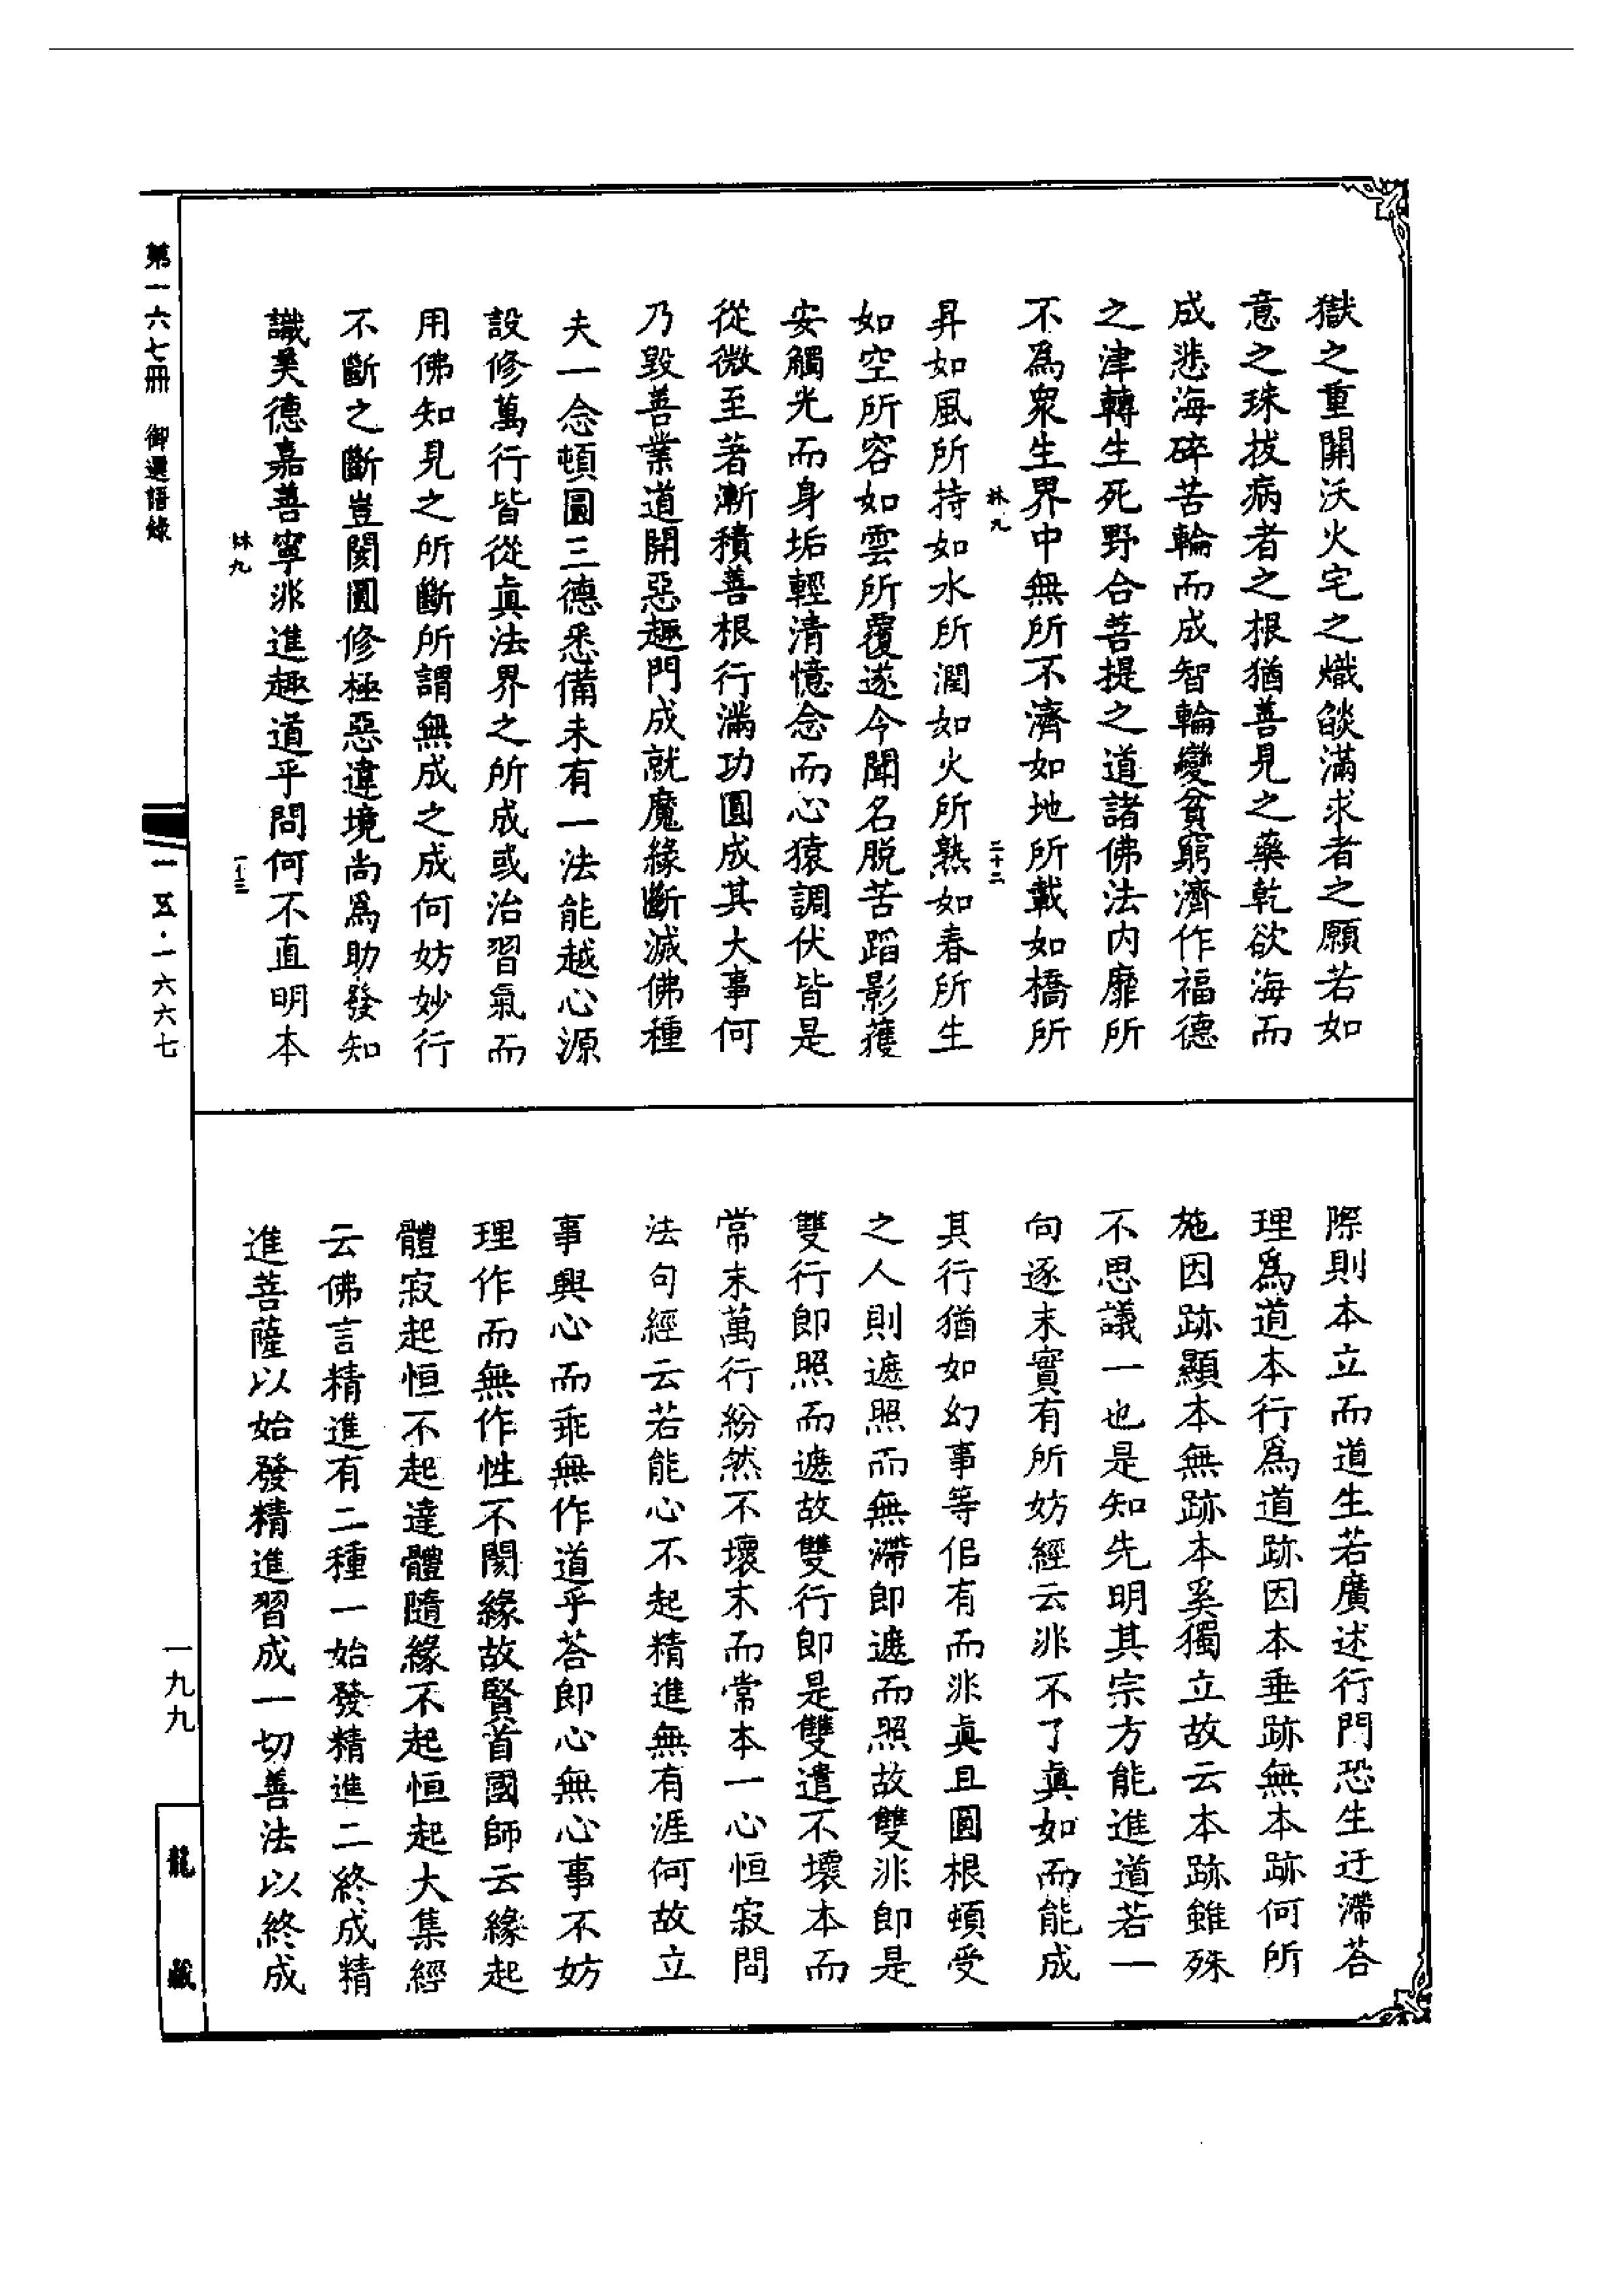 獄之重開沃火宅之熾𦦨滿求者之願若如
意之珠拔病者之根猶善見之藥乾欲海而
成悲海碎苦輪而成智輪變貧窮濟作福德
之津轉生死野合菩提之道諸佛法內靡所
不爲衆生界中無所不濟如地所載如橋所
林九
二十二
昇如風所持如水所潤如火所熟如春所生
如空所容如雲所覆遂令聞名脱苦蹈影獲
安觸光而身垢輕清憶念而心猿調伏皆是
從微至著漸積善根行滿功圓成其大事何
乃毀善業道開惡趣門成就魔緣斷滅佛種
夫一念頓圓三德悉備未有一法能越心源
設修萬行皆從眞法界之所成或治習氣而
用佛知見之所斷所謂無成之成何妨妙行
不斷之斷豈閡圓修極惡違境尚爲助發知
識美德嘉善寧非進趣道乎問何不直明本
林九
二十三
際則本立而道生若廣述行門恐生迂滯荅
理爲道本行爲道跡因本垂跡無本跡何所
施因跡顯本無跡本奚獨立故云本跡雖殊
不思議一也是知先明其宗方能進道若一
向逐末實有所妨經云非不了眞如而能成
其行猶如幻事等佀有而非眞且圓根頓受
之人則遮照而無滯即遮而照故雙非即是
雙行即照而遮故雙行即是雙遣不壞本而
常末萬行紛然不壞末而常本一心恒寂問
法句經云若能心不起精進無有涯何故立
事興心而乖無作道乎荅即心無心事不妨
理作而無作性不閡緣故賢首國師云緣起
體寂起恒不起達體隨緣不起恒起大集經
云佛言精進有二種一始發精進二終成精
進菩薩以始發精進習成一切善法以終成
第一六七冊 御選語錄
一五·一六六七
一九九
龍藏